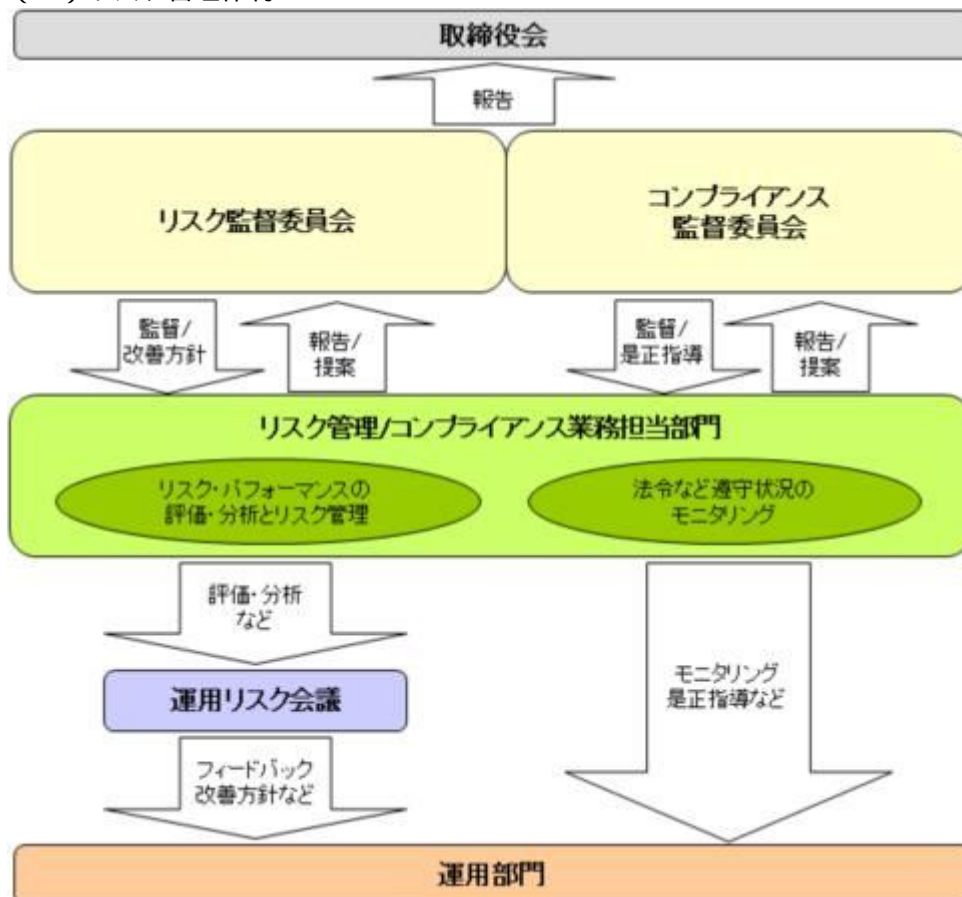 取締役会
報告
リスク監督委員会
コンプライアンス
監督委員会
監督/
改善方針
報告/
提案
監督/
是正指導
報告/
提案
リスク管理/コンプライアンス業務担当部門
リスク・パフォーマンスの
評価・分析とリスク管理
法令など遵守状況の
モニタリング
評価・分析
など
運用リスク会議
モニタリング
是正指導など
フィードバック
改善方針など
運用部門